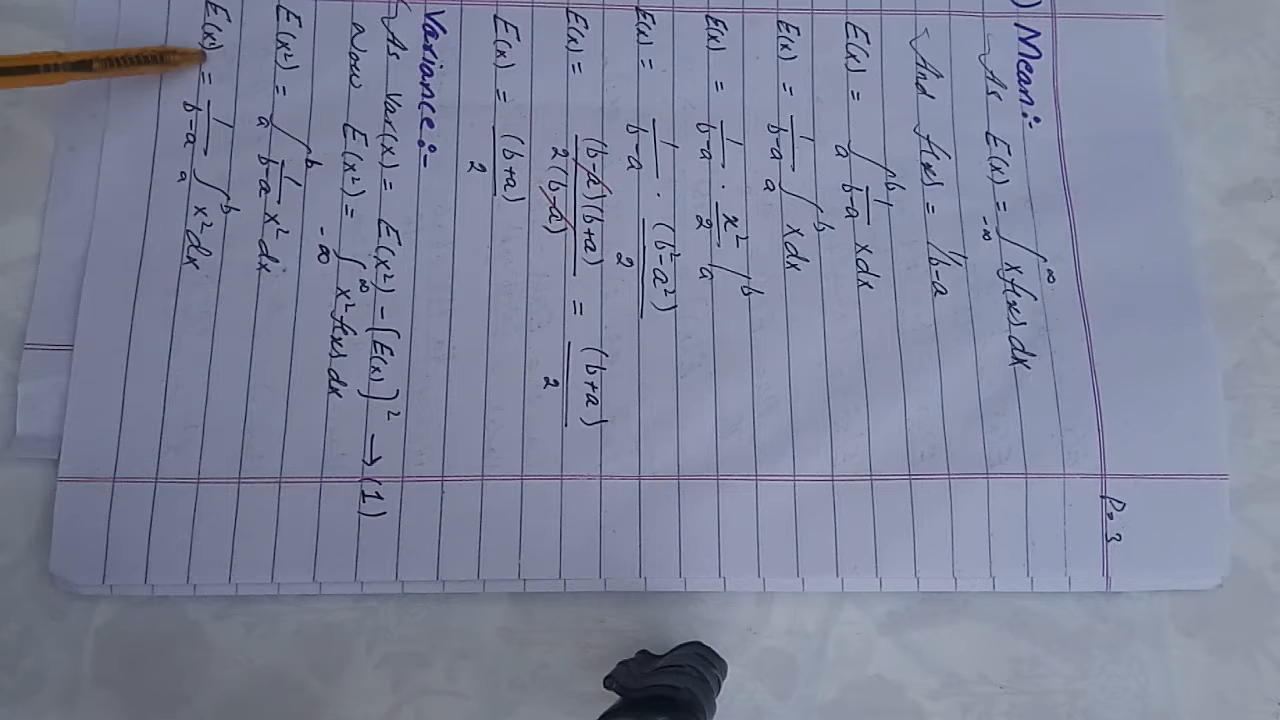 P.3
) Mean:-
As E(x) = ∫_{-∞}^{∞} x f(x) dx
And f(x) = 1/b-a
E(x) = ∫_a^b 1/b-a x dx
E(x) = 1/b-a ∫_a^b x dx
E(x) = 1/b-a . x²/2 |_a^b
E(x) = 1/b-a . (b²-a²)/2
E(x) = (b-a)(b+a)/2(b-a) = (b+a)/2
E(x) = (b+a)/2
Variance:-
As Var(x) = E(x²) - [E(x)]² → (1)
Now E(x²) = ∫_{-∞}^{∞} x² f(x) dx
E(x²) = ∫_a^b 1/b-a x² dx
E(x) = 1/b-a ∫_a^b x² dx